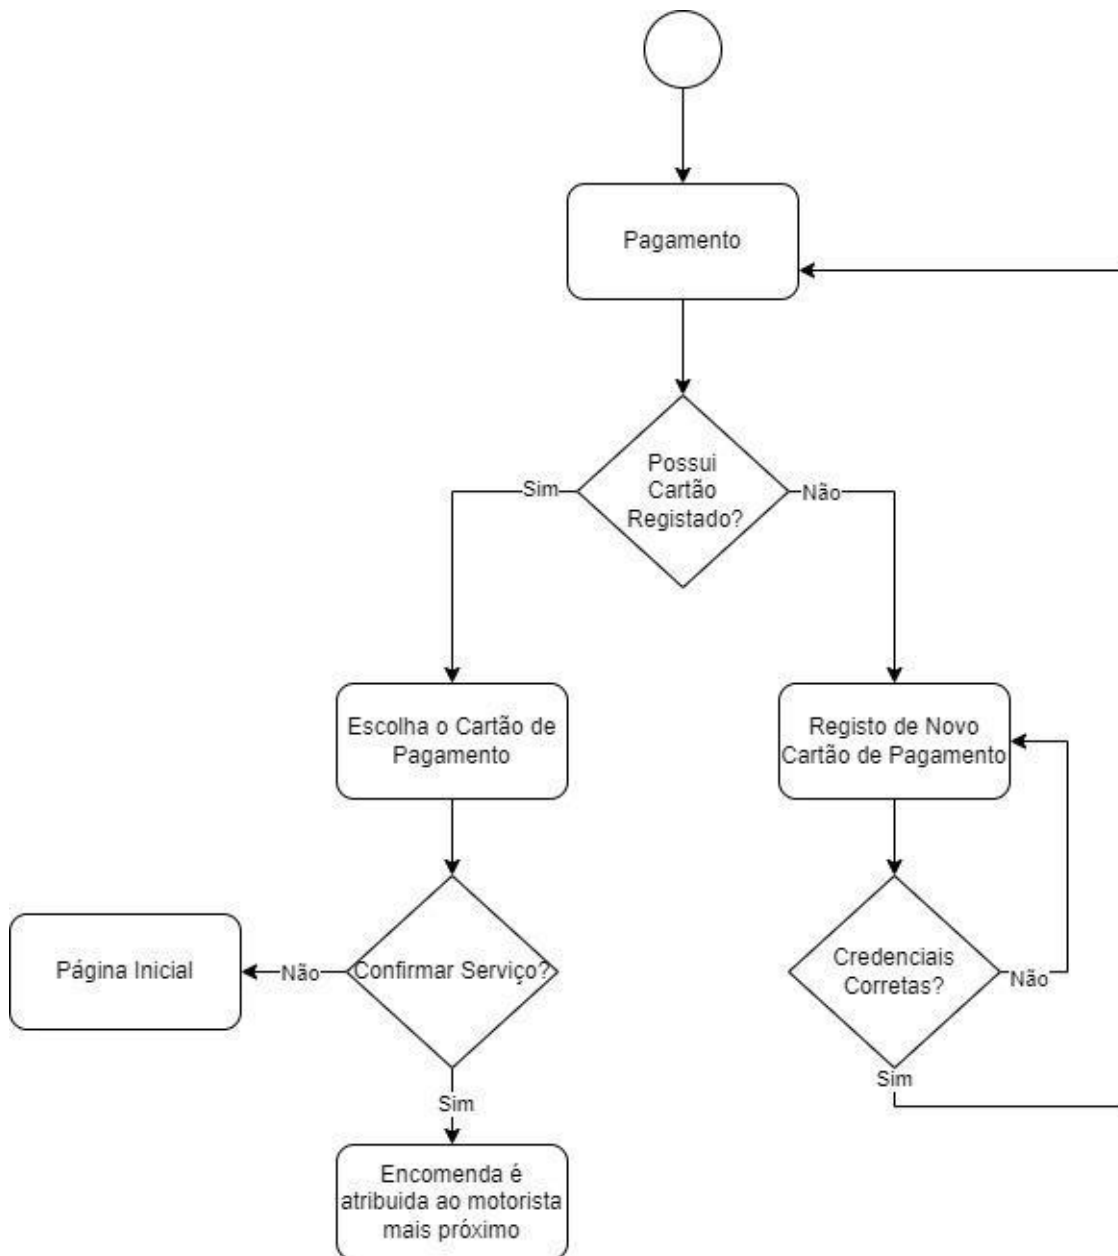 Pagamento
Possui
Cartão
Registado?
Sim
Não
Escolha o Cartão de
Pagamento
Registo de Novo
Cartão de Pagamento
Confirmar Serviço?
Não
Página Inicial
Credenciais
Corretas?
Não
Sim
Sim
Encomenda é
atribuida ao motorista
mais próximo